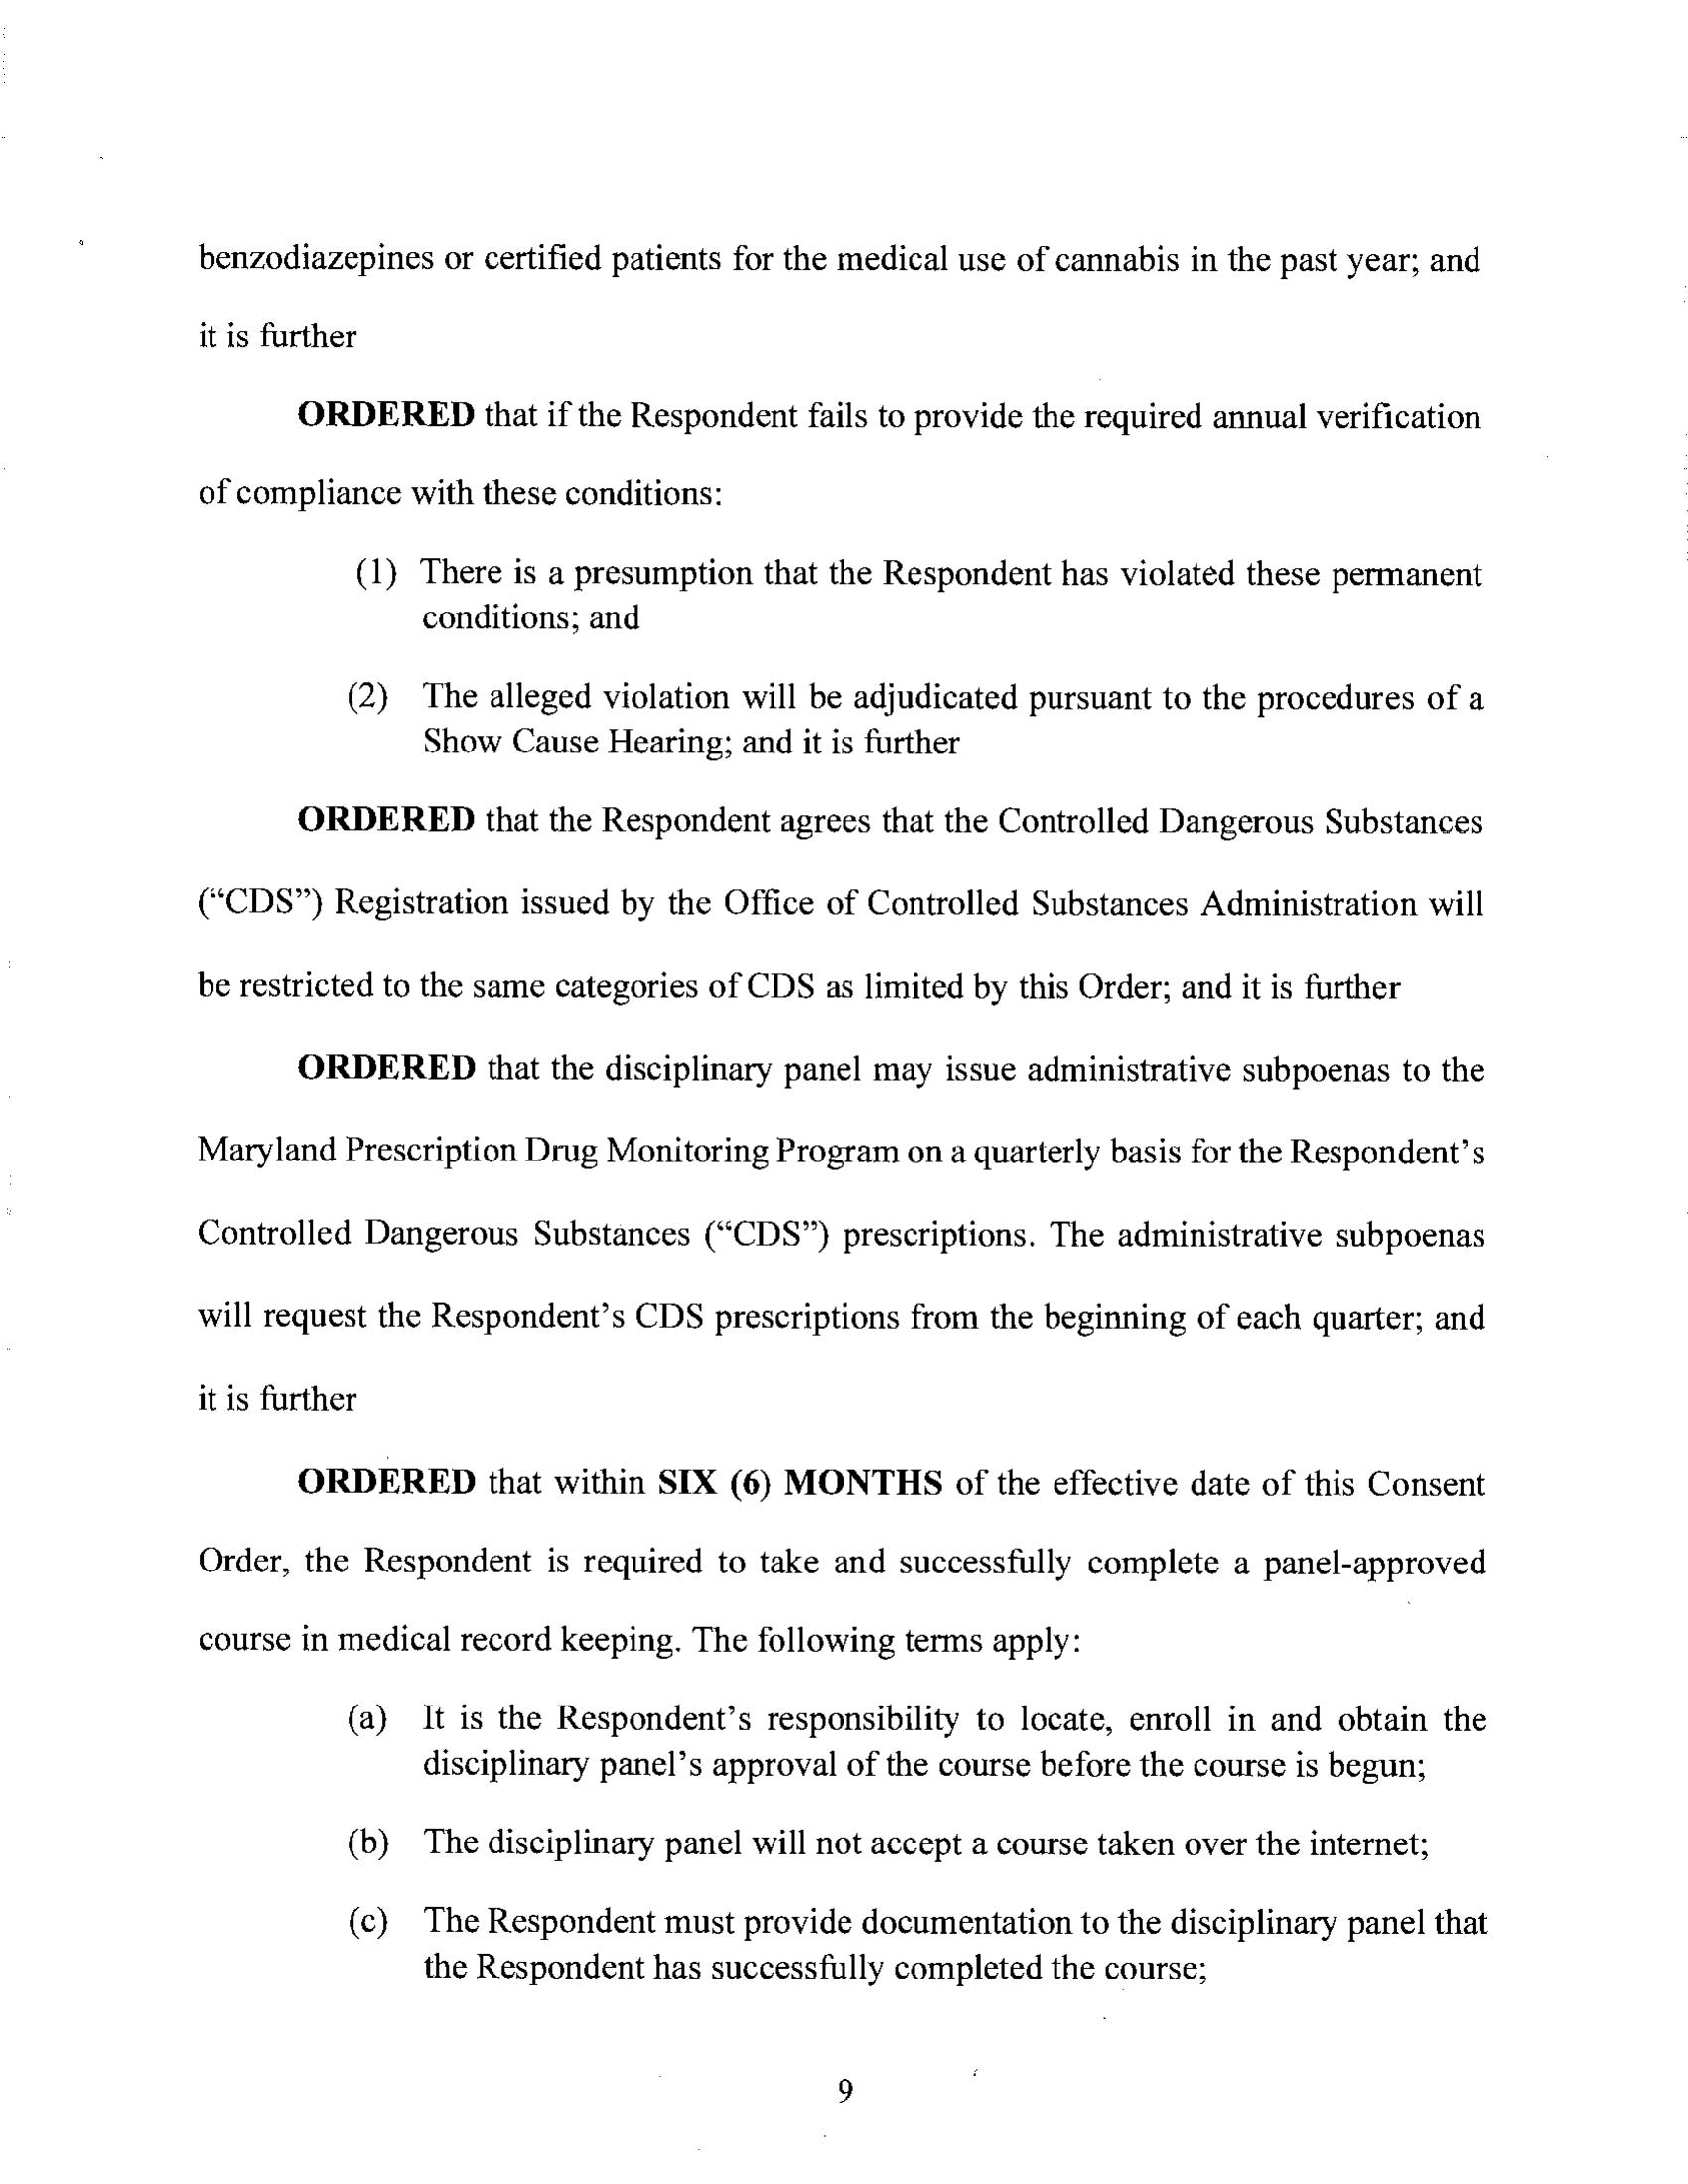 benzodiazepines or certified patients for the medical use of cannabis in the past year; and
it is further
ORDERED that if the Respondent fails to provide the required annual verification
of compliance with these conditions:
(1) There is a presumption that the Respondent has violated these permanent
conditions; and
(2) The alleged violation will be adjudicated pursuant to the procedures of a
Show Cause Hearing; and it is further
ORDERED that the Respondent agrees that the Controlled Dangerous Substances
(“CDS”) Registration issued by the Office of Controlled Substances Administration will
be restricted to the same categories of CDS as limited by this Order; and it is further
ORDERED that the disciplinary panel may issue administrative subpoenas to the
Maryland Prescription Drug Monitoring Program on a quarterly basis for the Respondent’s
Controlled Dangerous Substances (“CDS”) prescriptions. The administrative subpoenas
will request the Respondent’s CDS prescriptions from the beginning of each quarter; and
it is further
ORDERED that within SIX (6) MONTHS of the effective date of this Consent
Order, the Respondent is required to take and successfully complete a panel-approved
course in medical record keeping. The following terms apply:
(a) It is the Respondent’s responsibility to locate, enroll in and obtain the
disciplinary panel’s approval of the course before the course is begun;
(b) The disciplinary panel will not accept a course taken over the internet;
(c) The Respondent must provide documentation to the disciplinary panel that
the Respondent has successfully completed the course;
9